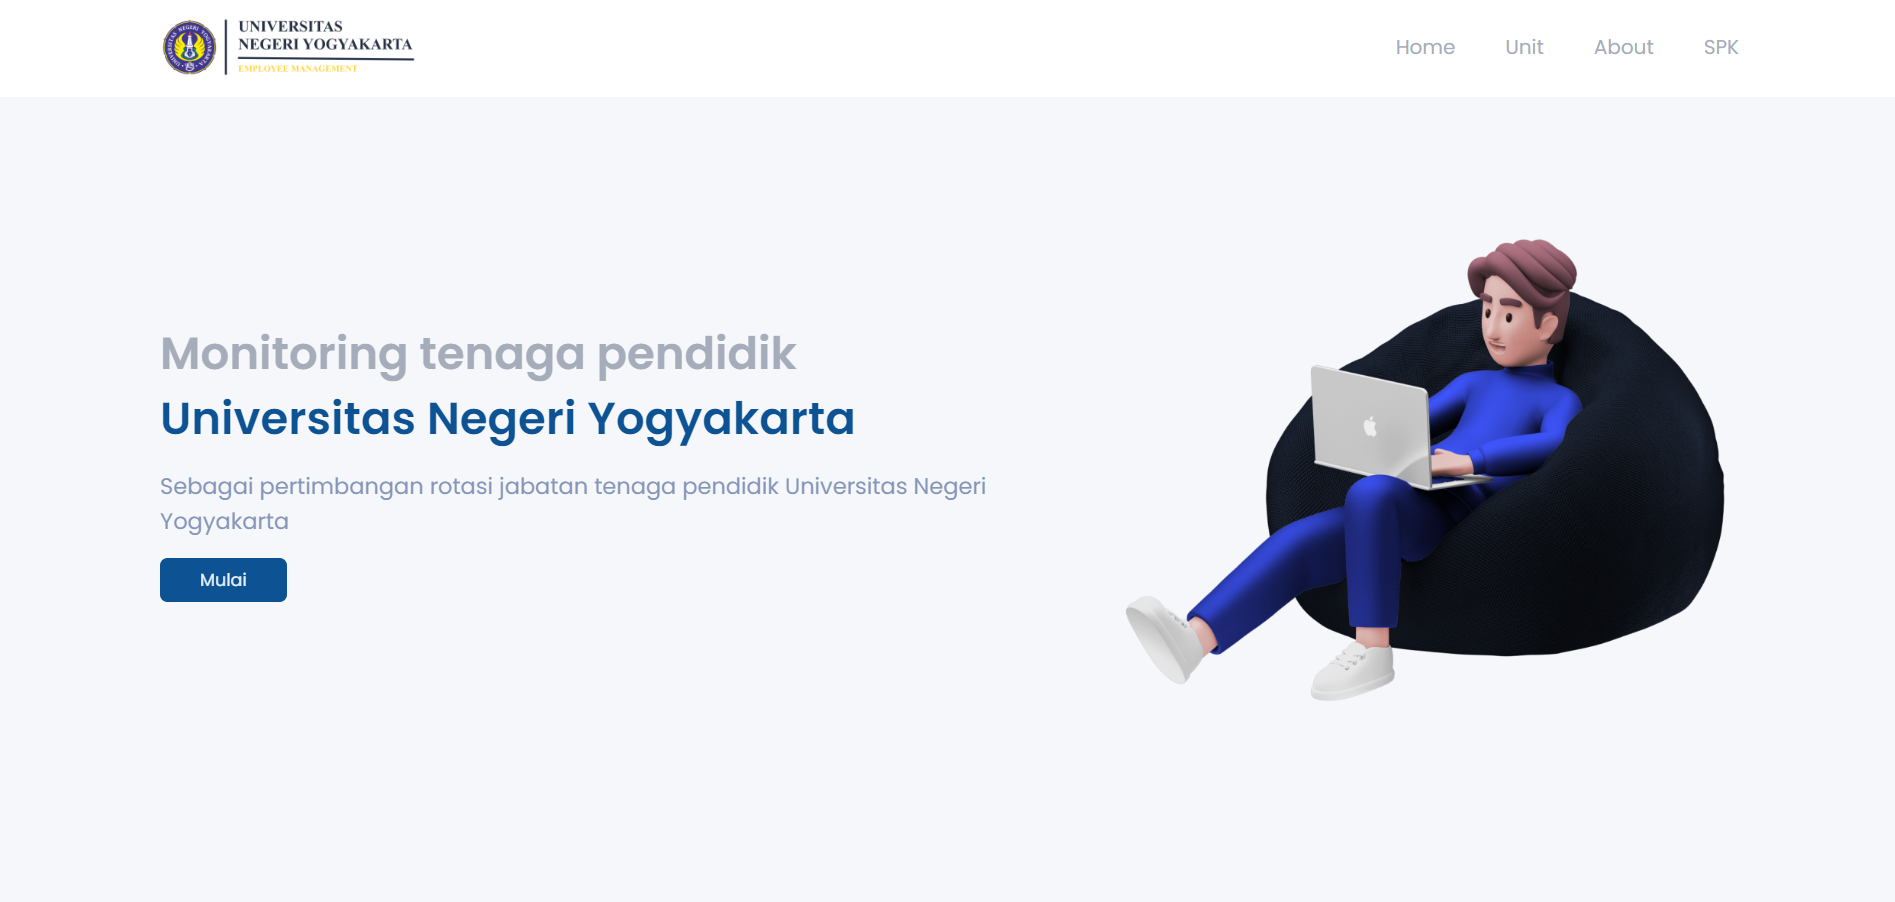 UNIVERSITAS
NEGERI YOGYAKARTA
EMPLOYEE MANAGEMENT
Home
Unit
About
SPK
Monitoring tenaga pendidik
Universitas Negeri Yogyakarta
Sebagai pertimbangan rotasi jabatan tenaga pendidik Universitas Negeri
Yogyakarta
Mulai